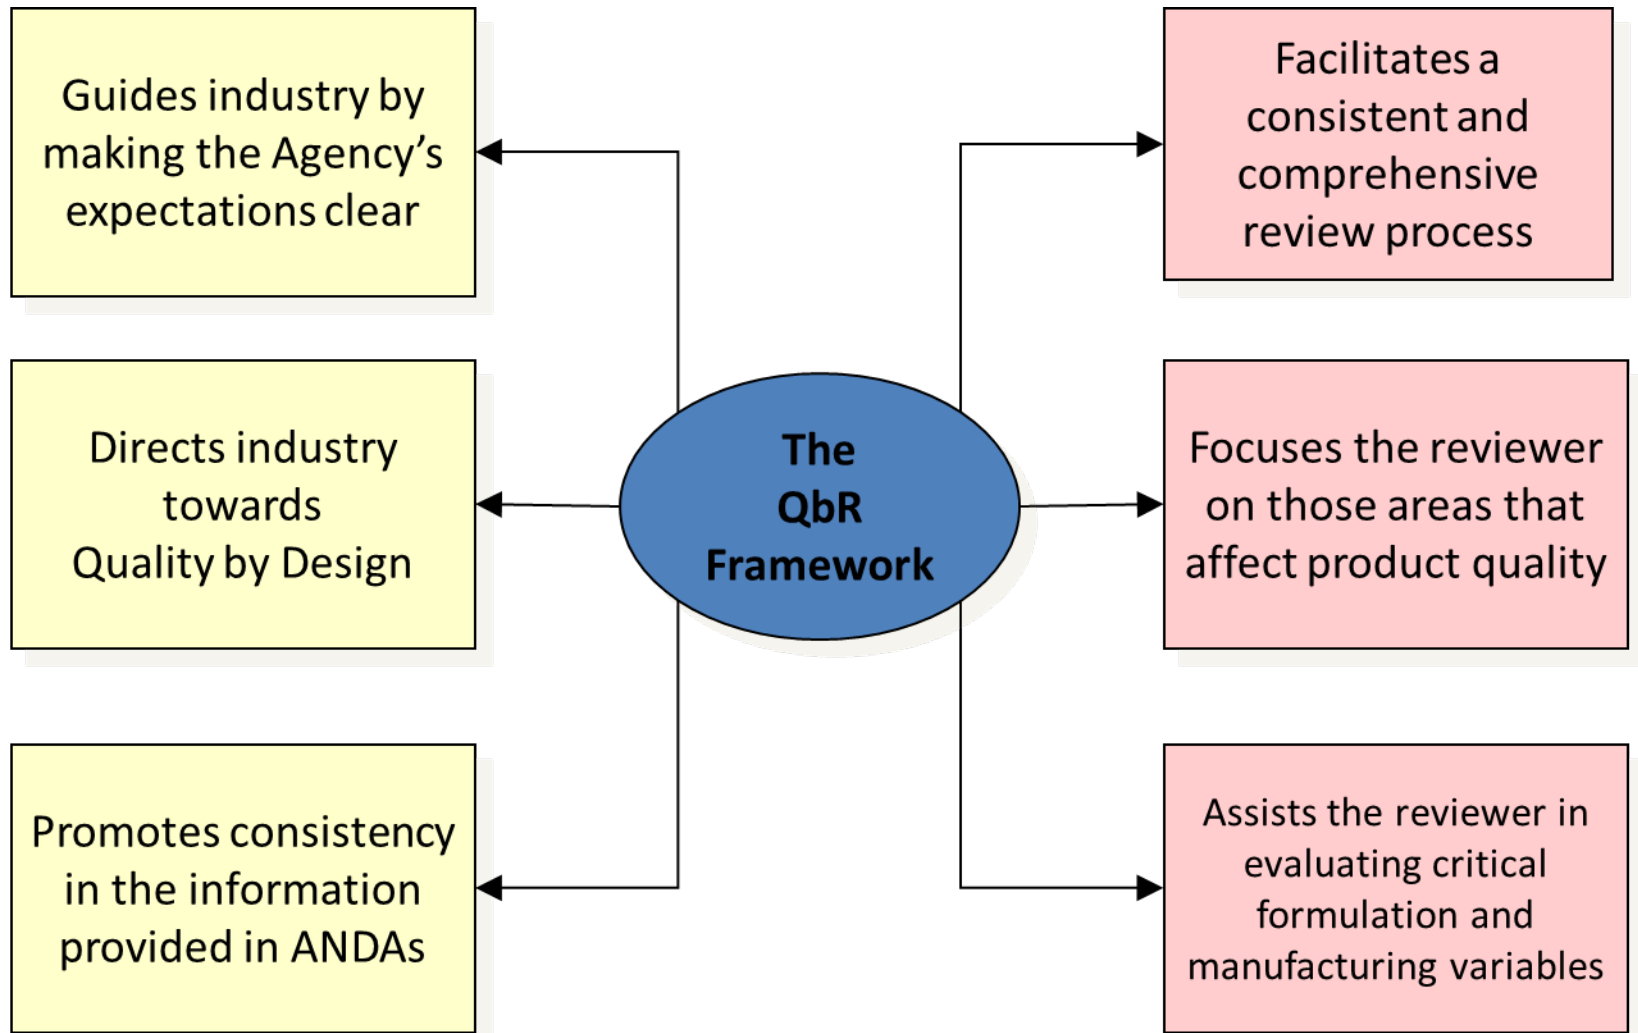 Guides industry by
making the Agency’s
expectations clear
Directs industry
towards
Quality by Design
Promotes consistency
in the information
provided in ANDAs
The
QbR
Framework
Facilitates a
consistent and
comprehensive
review process
Focuses the reviewer
on those areas that
affect product quality
Assists the reviewer in
evaluating critical
formulation and
manufacturing variables